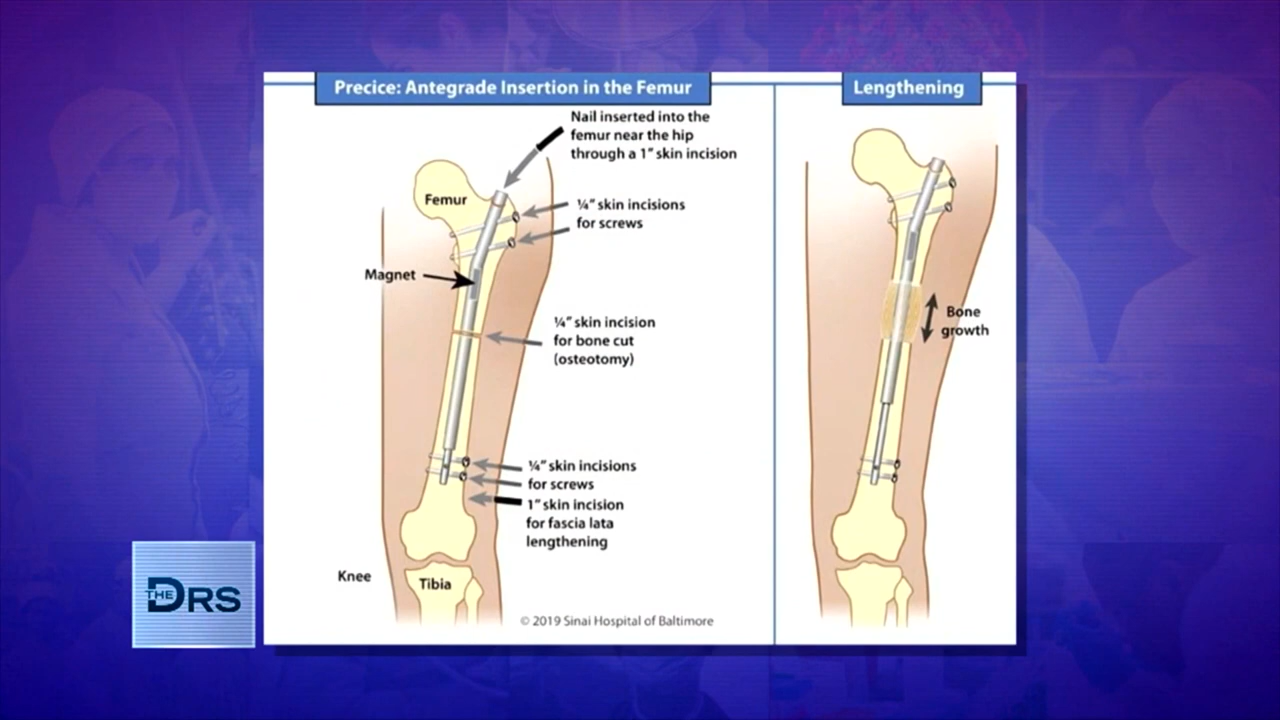 Precice: Antegrade Insertion in the Femur
Nail inserted into the
femur near the hip
through a 1” skin incision
Femur
¼” skin incisions
for screws
Magnet
¼” skin incision
for bone cut
(osteotomy)
¼” skin incisions
for screws
1” skin incision
for fascia lata
lengthening
Knee
Tibia
© 2019 Sinai Hospital of Baltimore
Lengthening
Bone
growth
THE DRS